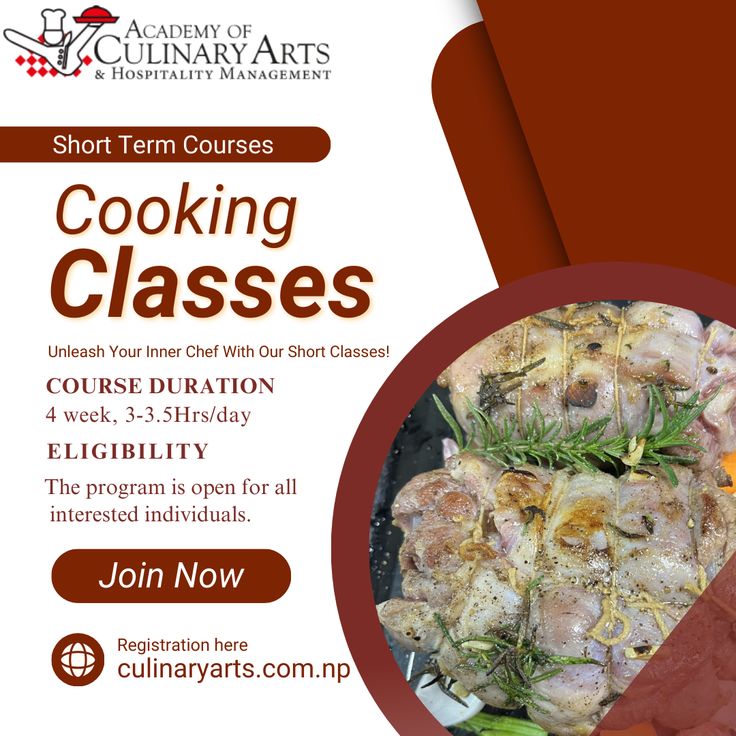 ACADEMY OF
CULINARY ARTS
& HOSPITALITY MANAGEMENT
Short Term Courses
Cooking
Classes
Unleash Your Inner Chef With Our Short Classes!
COURSE DURATION
4 week, 3-3.5Hrs/day
ELIGIBILITY
The program is open for all
interested individuals.
Join Now
Registration here
culinaryarts.com.np